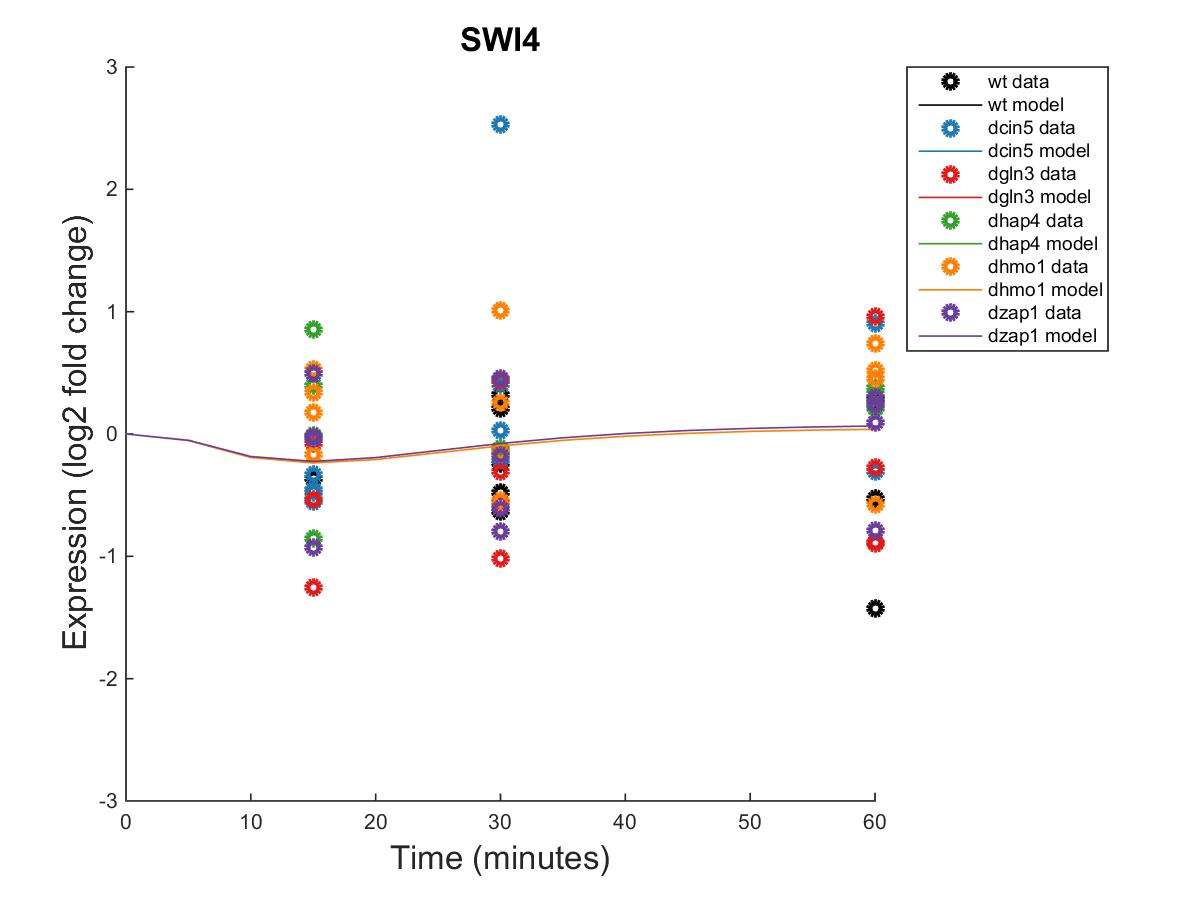 SWI4
3
2
1
0
-1
-2
-3
Expression (log2 fold change)
0 10 20 30 40 50 60
Time (minutes)
wt data
wt model
dcin5 data
dcin5 model
dgln3 data
dgln3 model
dhap4 data
dhap4 model
dhmo1 data
dhmo1 model
dzap1 data
dzap1 model